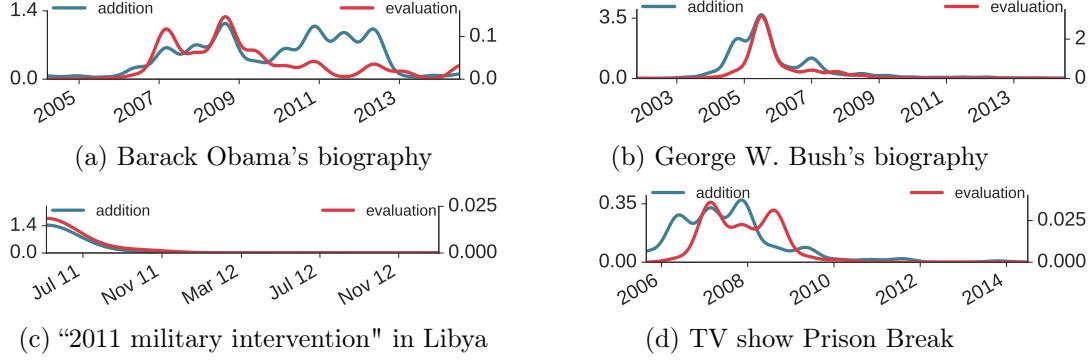 1.4
addition
evaluation
0.1
0.0
0.0
2005
2007
2009
2011
2013
(a) Barack Obama's biography
3.5
addition
evaluation
2
0.0
0
2003
2005
2007
2009
2011
2013
(b) George W. Bush's biography
addition
evaluation
0.025
1.4
0.0
0.000
Jul 11
Nov 11
Mar 12
Jul 12
Nov 12
(c) “2011 military intervention" in Libya
0.35
addition
evaluation
0.025
0.00
0.000
2006
2008
2010
2012
2014
(d) TV show Prison Break